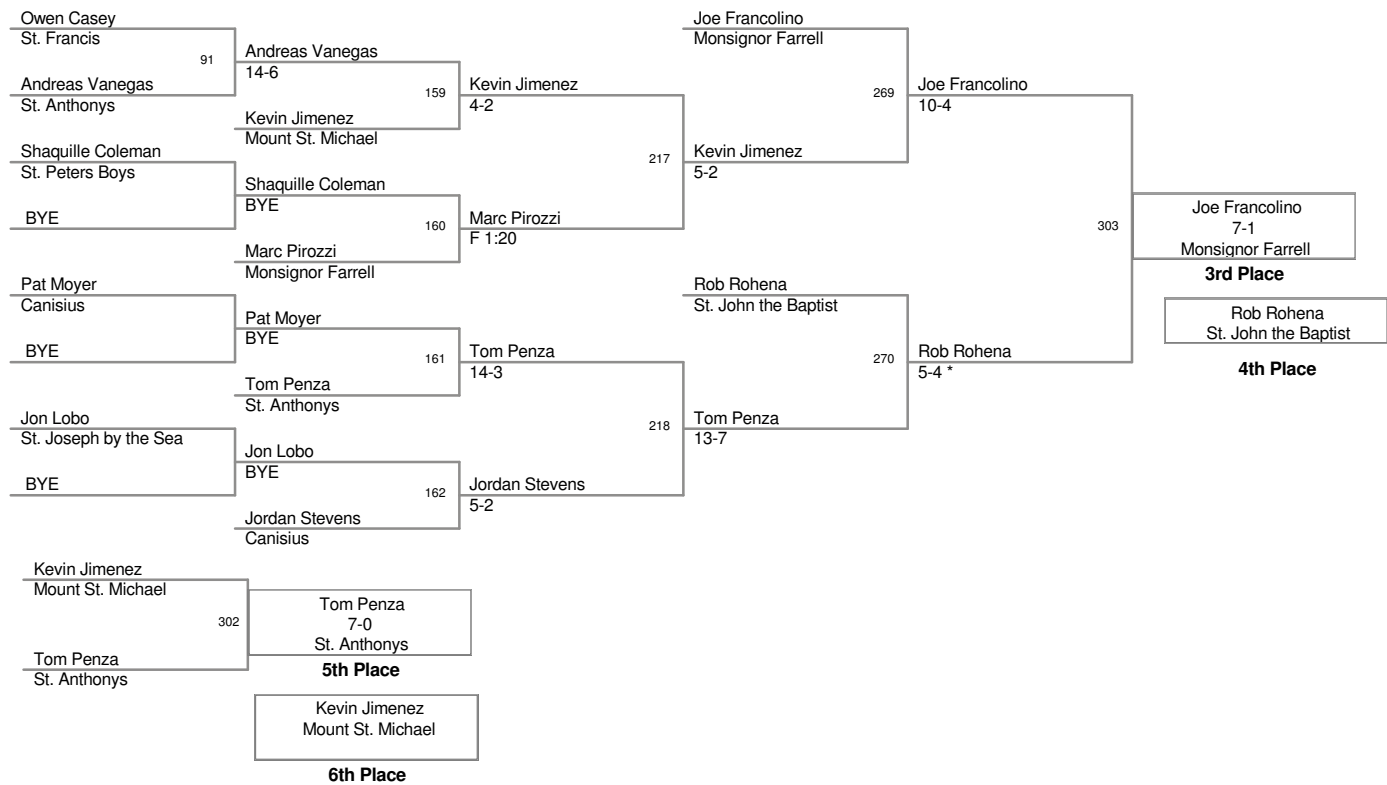 Owen Casey
St. Francis
91
Andreas Vanegas
St. Anthonys
Shaquille Coleman
St. Peters Boys
BYE
Pat Moyer
Canisius
BYE
Jon Lobo
St. Joseph by the Sea
BYE
Andreas Vanegas
14-6
159
Kevin Jimenez
Mount St. Michael
Shaquille Coleman
BYE
160
Marc Pirozzi
Monsignor Farrell
Pat Moyer
BYE
161
Tom Penza
St. Anthonys
Jon Lobo
BYE
162
Jordan Stevens
Canisius
Kevin Jimenez
4-2
217
Marc Pirozzi
F 1:20
Tom Penza
14-3
218
Jordan Stevens
5-2
Joe Francolino
Monsignor Farrell
269
Kevin Jimenez
5-2
Rob Rohena
St. John the Baptist
270
Tom Penza
13-7
Joe Francolino
10-4
303
Rob Rohena
5-4 *
Joe Francolino
7-1
Monsignor Farrell
3rd Place
Rob Rohena
St. John the Baptist
4th Place
Kevin Jimenez
Mount St. Michael
302
Tom Penza
St. Anthonys
Tom Penza
7-0
St. Anthonys
5th Place
Kevin Jimenez
Mount St. Michael
6th Place